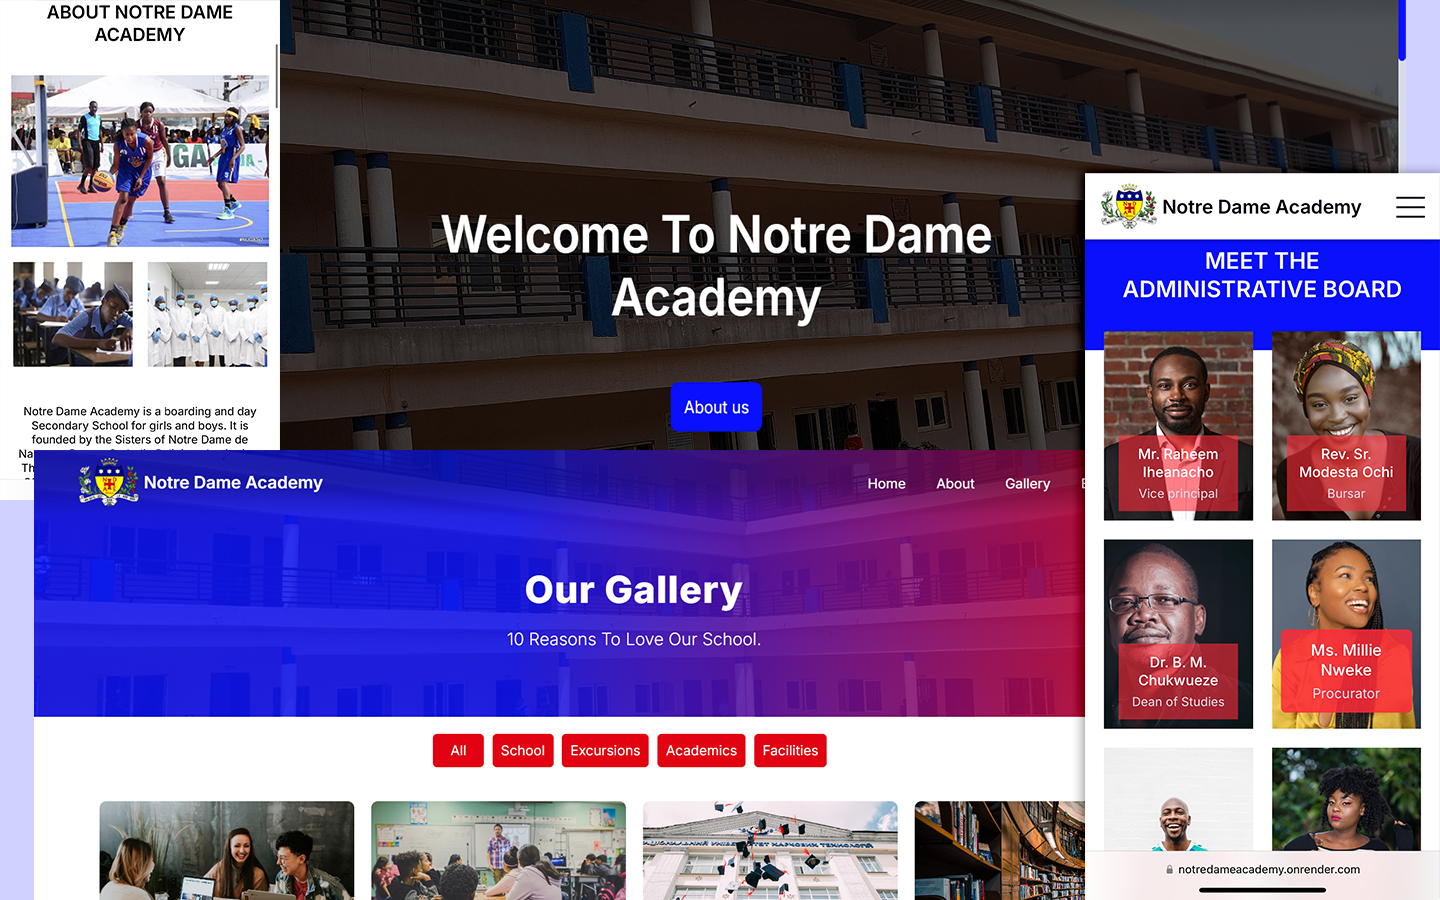 ABOUT NOTRE DAME
ACADEMY
Notre Dame Academy is a boarding and day
Secondary School for girls and boys. It is
founded by the Sisters of Notre Dame de
Welcome To Notre Dame
Academy
About us
Notre Dame Academy
Home About Gallery
Our Gallery
10 Reasons To Love Our School.
All School Excursions Academics Facilities
Notre Dame Academy
MEET THE
ADMINISTRATIVE BOARD
Mr. Raheem
Iheanacho
Vice principal
Rev. Sr.
Modesta Ochi
Bursar
Dr. B. M.
Chukwueze
Dean of Studies
Ms. Millie
Nweke
Procurator
notredameacademy.onrender.com